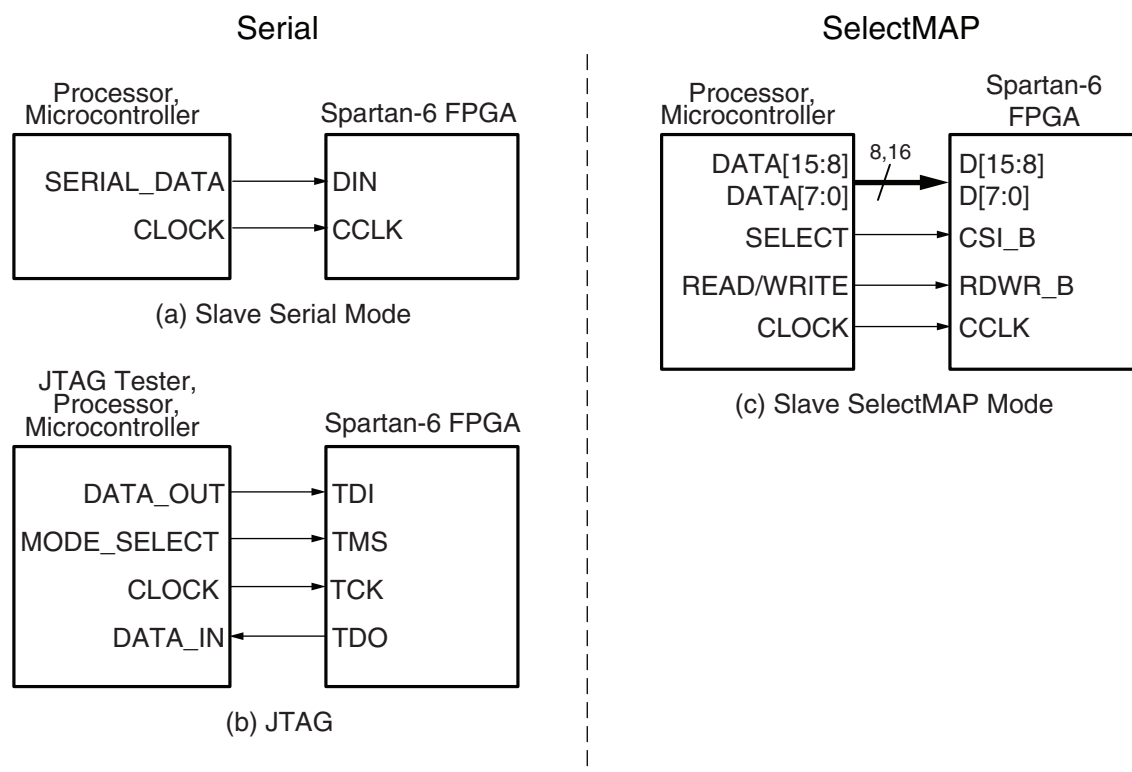 Serial
Processor,
Microcontroller
Spartan-6 FPGA
SERIAL_DATA
DIN
CLOCK
CCLK
(a) Slave Serial Mode
JTAG Tester,
Processor,
Microcontroller
Spartan-6 FPGA
DATA_OUT
TDI
MODE_SELECT
TMS
CLOCK
TCK
DATA_IN
TDO
(b) JTAG
SelectMAP
Processor,
Microcontroller
Spartan-6
FPGA
8,16
DATA[15:8]
D[15:8]
DATA[7:0]
D[7:0]
SELECT
CSI_B
READ/WRITE
RDWR_B
CLOCK
CCLK
(c) Slave SelectMAP Mode